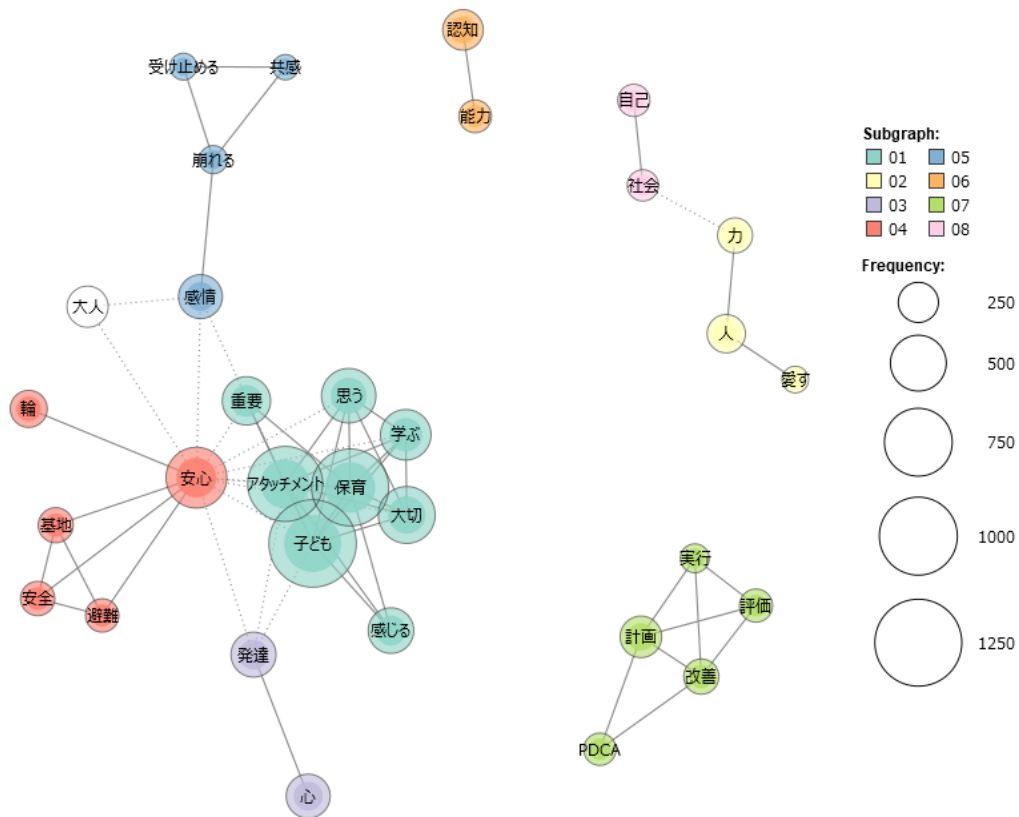 認知
受け止める
共感
能力
自己
崩れる
社会
力
感情
大人
人
愛す
思う
重要
輪
学ぶ
安心
アタッチメント
保育
大切
基地
子ども
安全
避難
感じる
発達
心
実行
評価
計画
改善
PDCA
Subgraph:
01 05
02 06
03 07
04 08
Frequency:
250
500
750
1000
1250